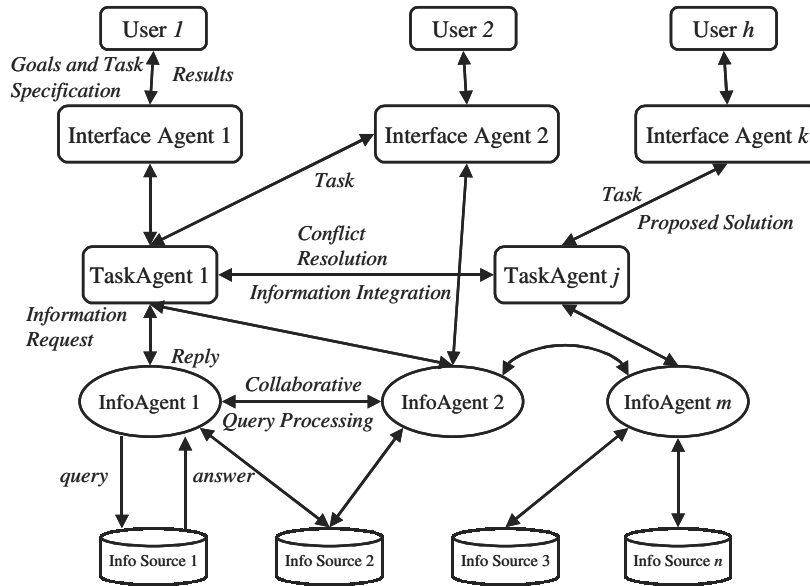 User 1
User 2
User h
Goals and Task
Specification
Results
Interface Agent 1
Interface Agent 2
Interface Agent k
Task
Task
Proposed Solution
Conflict
Resolution
TaskAgent 1
TaskAgent j
Information Integration
Information
Request
Reply
Collaborative
InfoAgent 1
InfoAgent 2
InfoAgent m
Query Processing
query
answer
Info Source 1
Info Source 2
Info Source 3
Info Source n